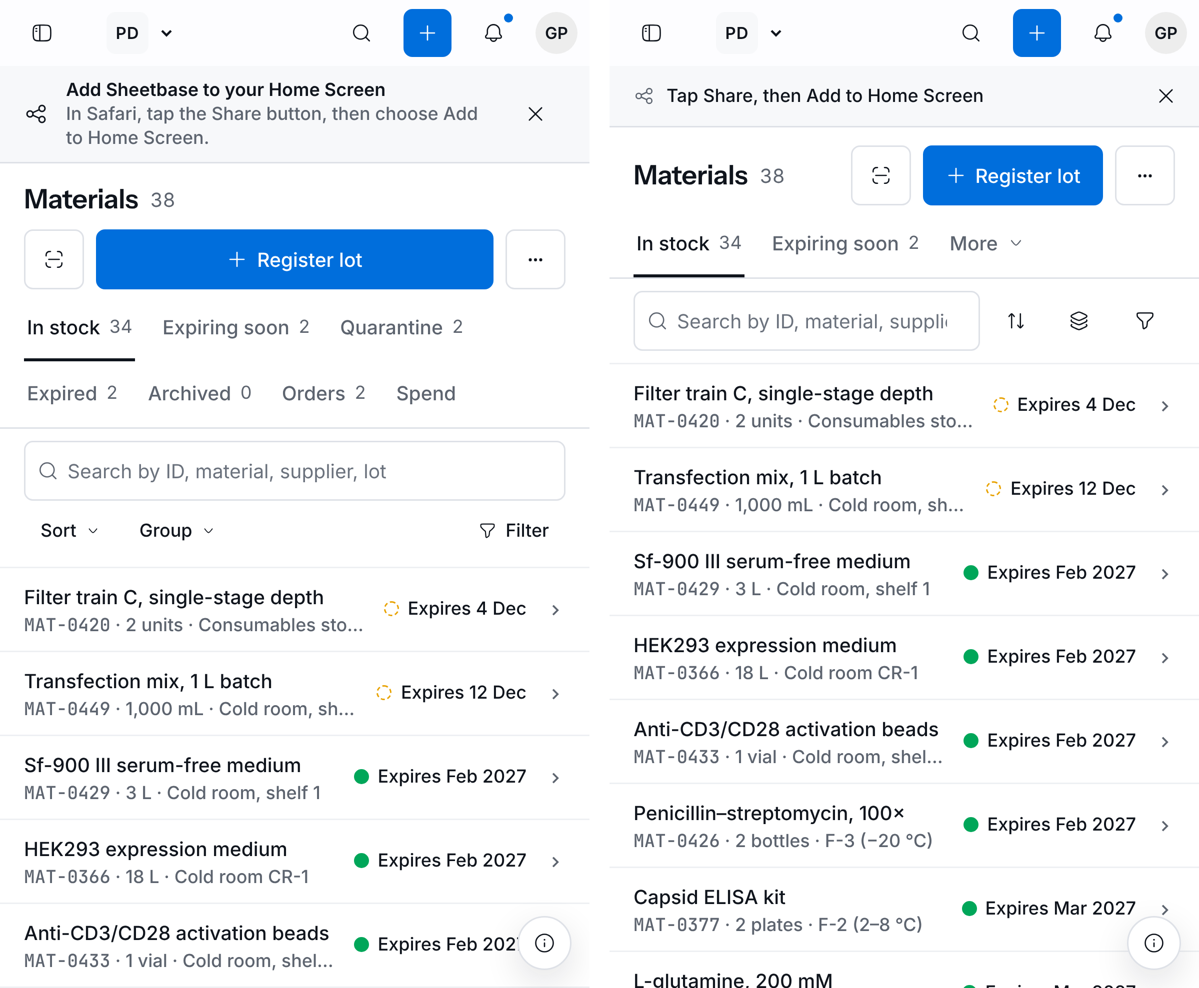 PD
GP
Add Sheetbase to your Home Screen
In Safari, tap the Share button, then choose Add
to Home Screen.
Materials 38
+ Register lot
In stock 34 Expiring soon 2 Quarantine 2
Expired 2 Archived 0 Orders 2 Spend
Search by ID, material, supplier, lot
Sort Group Filter
Filter train C, single-stage depth
MAT-0420 · 2 units · Consumables sto...
Expires 4 Dec
Transfection mix, 1 L batch
MAT-0449 · 1,000 mL · Cold room, sh...
Expires 12 Dec
Sf-900 III serum-free medium
MAT-0429 · 3 L · Cold room, shelf 1
Expires Feb 2027
HEK293 expression medium
MAT-0366 · 18 L · Cold room CR-1
Expires Feb 2027
Anti-CD3/CD28 activation beads
MAT-0433 · 1 vial · Cold room, shel...
Expires Feb 202
PD
GP
Tap Share, then Add to Home Screen
Materials 38
+ Register lot
In stock 34 Expiring soon 2 More
Search by ID, material, suppli
Filter train C, single-stage depth
MAT-0420 · 2 units · Consumables sto...
Expires 4 Dec
Transfection mix, 1 L batch
MAT-0449 · 1,000 mL · Cold room, sh...
Expires 12 Dec
Sf-900 III serum-free medium
MAT-0429 · 3 L · Cold room, shelf 1
Expires Feb 2027
HEK293 expression medium
MAT-0366 · 18 L · Cold room CR-1
Expires Feb 2027
Anti-CD3/CD28 activation beads
MAT-0433 · 1 vial · Cold room, shel...
Expires Feb 2027
Penicillin–streptomycin, 100×
MAT-0426 · 2 bottles · F-3 (−20 °C)
Expires Feb 2027
Capsid ELISA kit
MAT-0377 · 2 plates · F-2 (2–8 °C)
Expires Mar 2027
L-glutamine, 200 mM